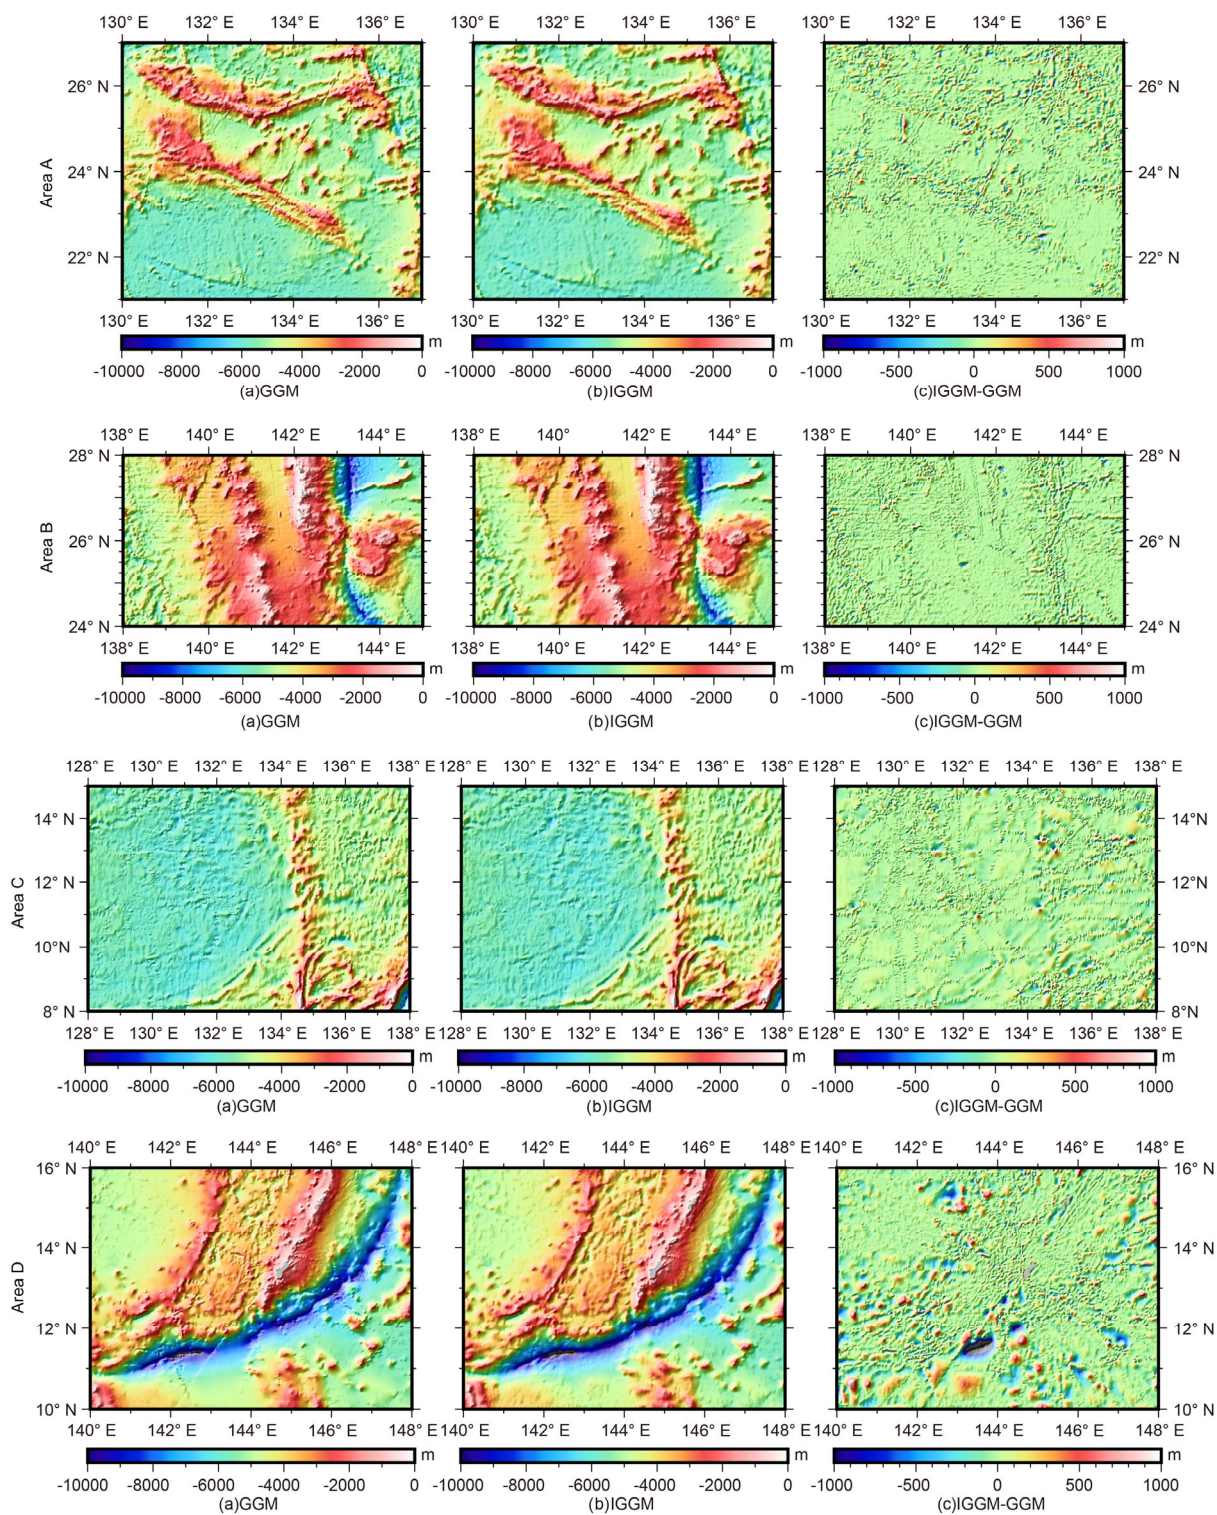 130° E 132° E 134° E 136° E 130° E 132° E 134° E 136° E 130° E 132° E 134° E 136° E
26° N 26° N
Area A
24° N 24° N
22° N 22° N
130° E 132° E 134° E 136° E 130° E 132° E 134° E 136° E 130° E 132° E 134° E 136° E
m m m
-10000 -8000 -6000 -4000 -2000 0 -10000 -8000 -6000 -4000 -2000 0 -1000 -500 0 500 1000
(a)GGM (b)IGGM (c)IGGM-GGM
138° E 140° E 142° E 144° E 138° E 140° 142° E 144° E 138° E 140° E 142° E 144° E
28° N 28° N
Area B
26° N 26° N
24° N 24° N
138° E 140° E 142° E 144° E 138° E 140° E 142° E 144° E 138° E 140° E 142° E 144° E
m m m
-10000 -8000 -6000 -4000 -2000 0 -10000 -8000 -6000 -4000 -2000 0 -1000 -500 0 500 1000
(a)GGM (b)IGGM (c)IGGM-GGM
128° E 130° E 132° E 134° E 136° E 138° E 128° E 130° E 132° E 134° E 136° E 138° E 128° E 130° E 132° E 134° E 136° E 138° E
14° N 14° N
12° N 12°N
Area C
10°N 10°N
8° N 8°N
128° E 130° E 132° E 134° E 136° E 138° E 128° E 130° E 132° E 134° E 136° E 138° E 128° E 130° E 132° E 134° E 136° E 138° E
m m m
-10000 -8000 -6000 -4000 -2000 0 -10000 -8000 -6000 -4000 -2000 0 -1000 -500 0 500 1000
(a)GGM (b)IGGM (c)IGGM-GGM
140° E 142° E 144° E 146° E 148° E 140° E 142° E 144° E 146° E 148° E 140° E 142° E 144° E 146° E 148° E
16° N 16° N
14° N 14° N
Area D
12° N 12° N
10° N 10° N
140° E 142° E 144° E 146° E 148° E 140° E 142° E 144° E 146° E 148° E 140° E 142° E 144° E 146° E 148° E
m m m
-10000 -8000 -6000 -4000 -2000 0 -10000 -8000 -6000 -4000 -2000 0 -1000 -500 0 500 1000
(a)GGM (b)IGGM (c)IGGM-GGM